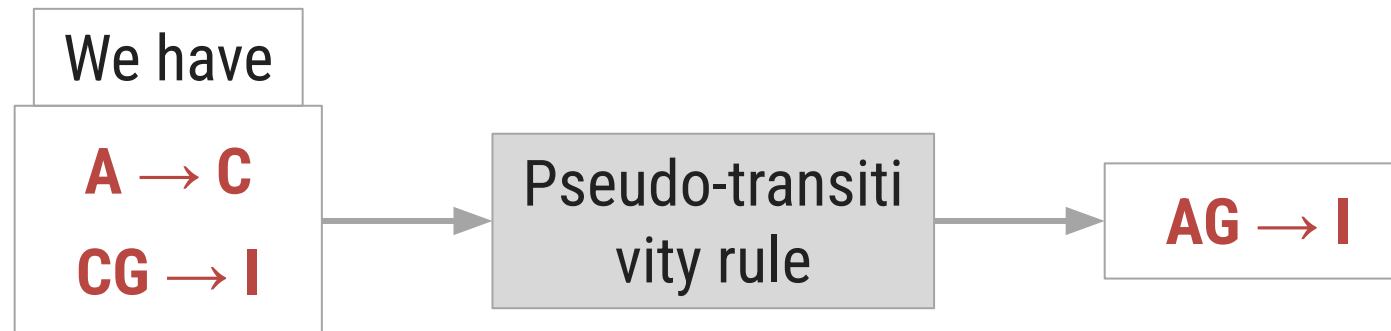 We have
A → C
CG → I
Pseudo-transiti
vity rule
AG → I